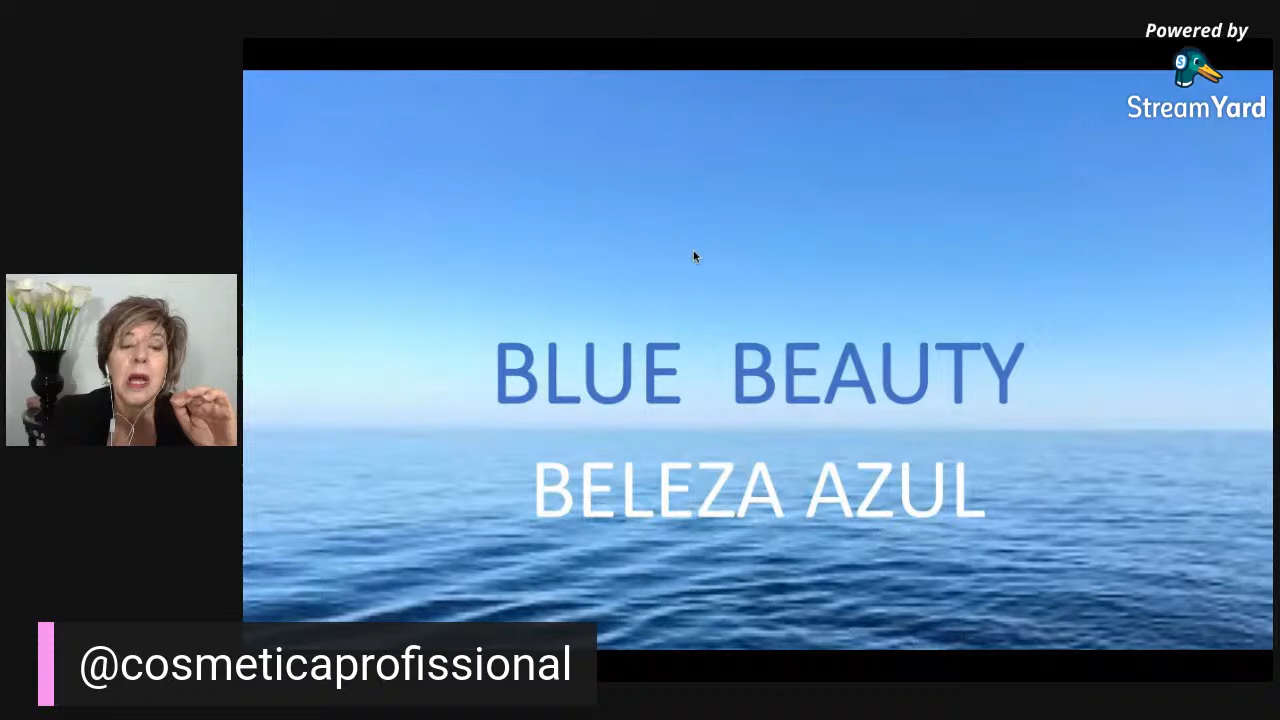 Powered by
StreamYard
BLUE BEAUTY
BELEZA AZUL
@cosmeticaprofissional